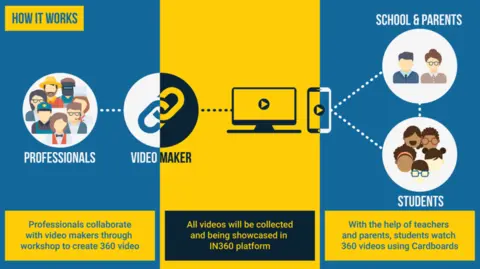 HOW IT WORKS
SCHOOL & PARENTS
PROFESSIONALS
VIDEO MAKER
STUDENTS
Professionals collaborate
with video makers through
workshop to create 360 video
All videos will be collected
and being showcased in
IN360 platform
With the help of teachers
and parents, students watch
360 videos using Cardboards